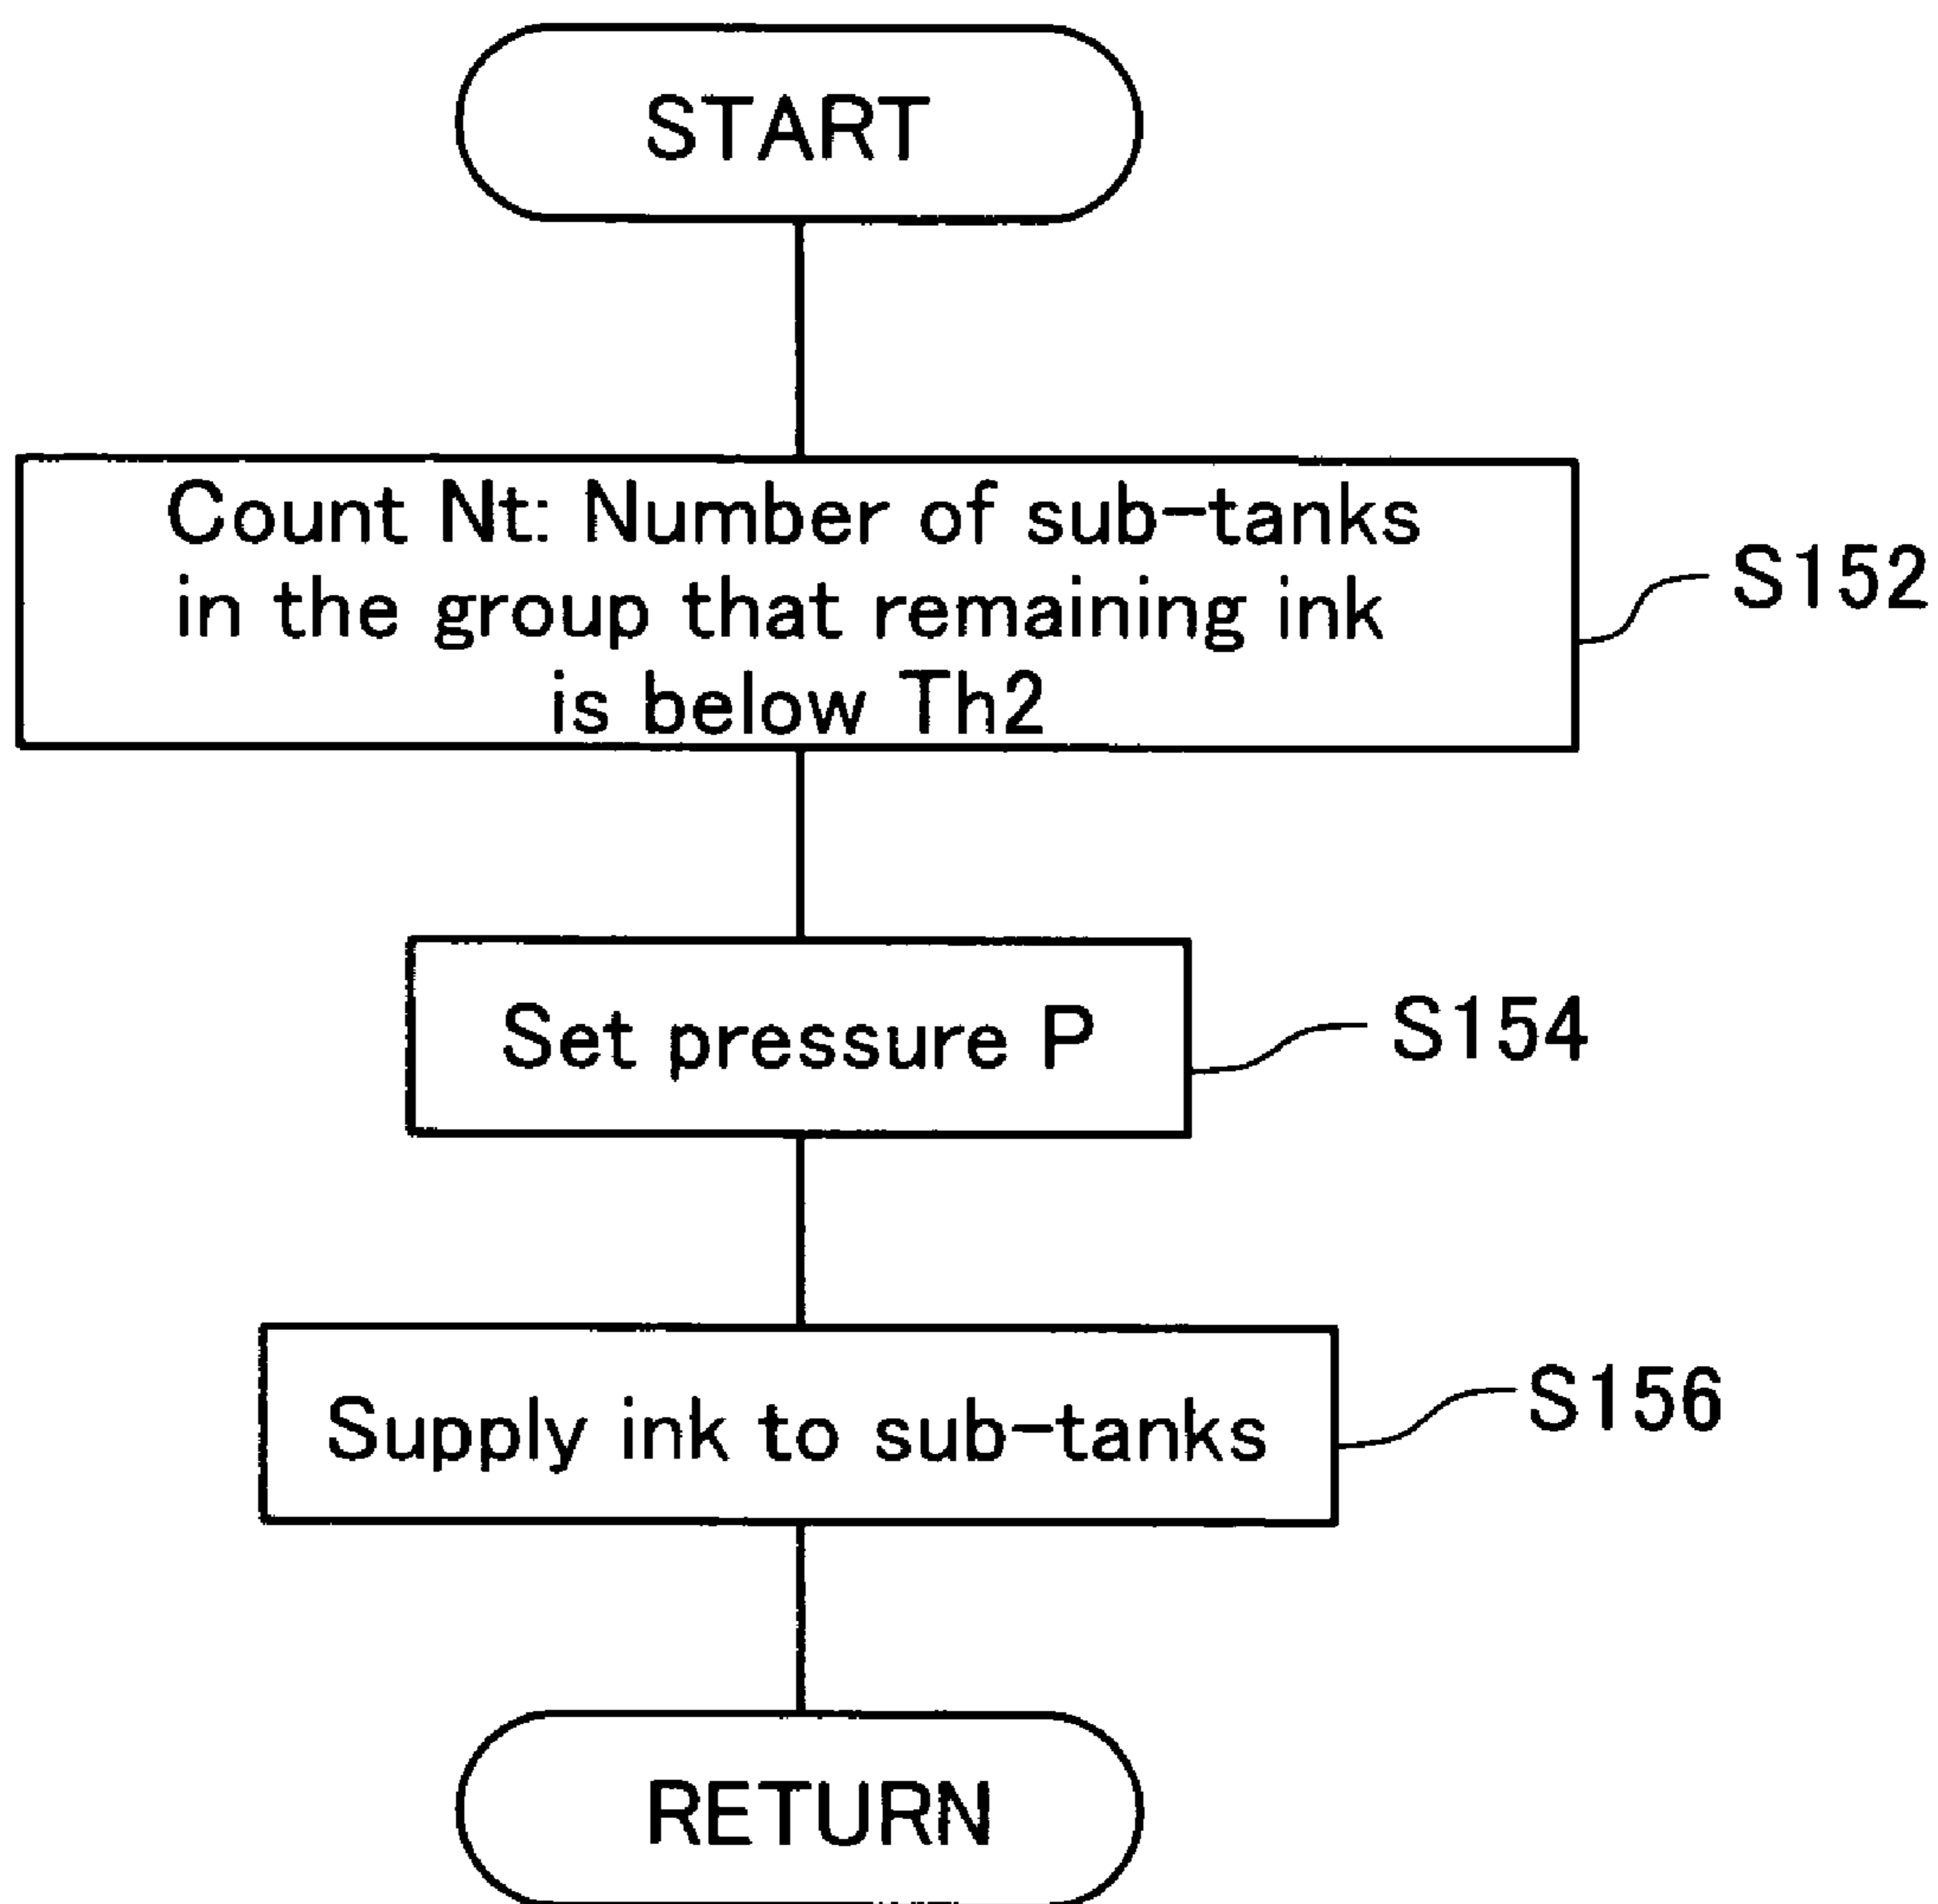 START
Count Nt: Number of sub-tanks
in the group that remaining ink
is below Th2
S152
Set pressure P
S154
Supply ink to sub-tanks
S156
RETURN